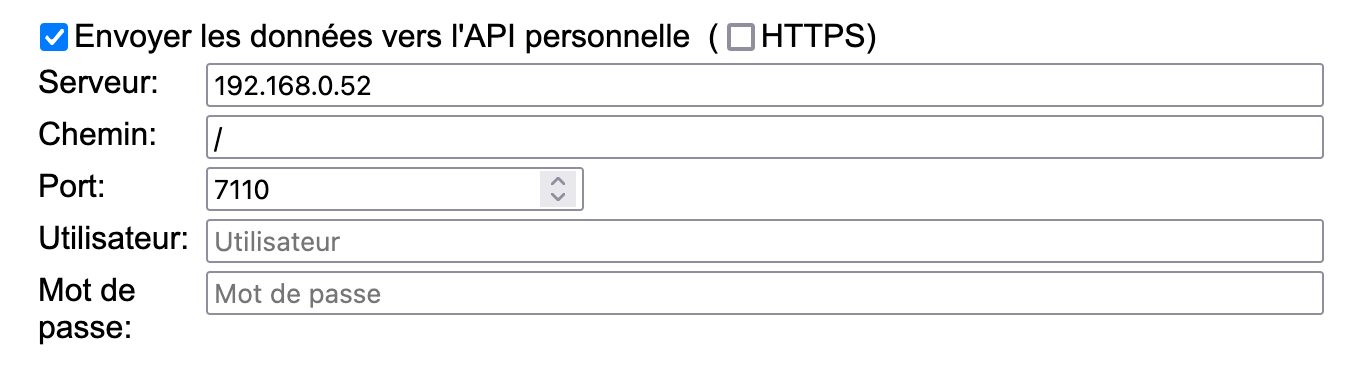 Envoyer les données vers l'API personnelle ( HTTPS)
Serveur: 192.168.0.52
Chemin: /
Port: 7110
Utilisateur: Utilisateur
Mot de passe: Mot de passe